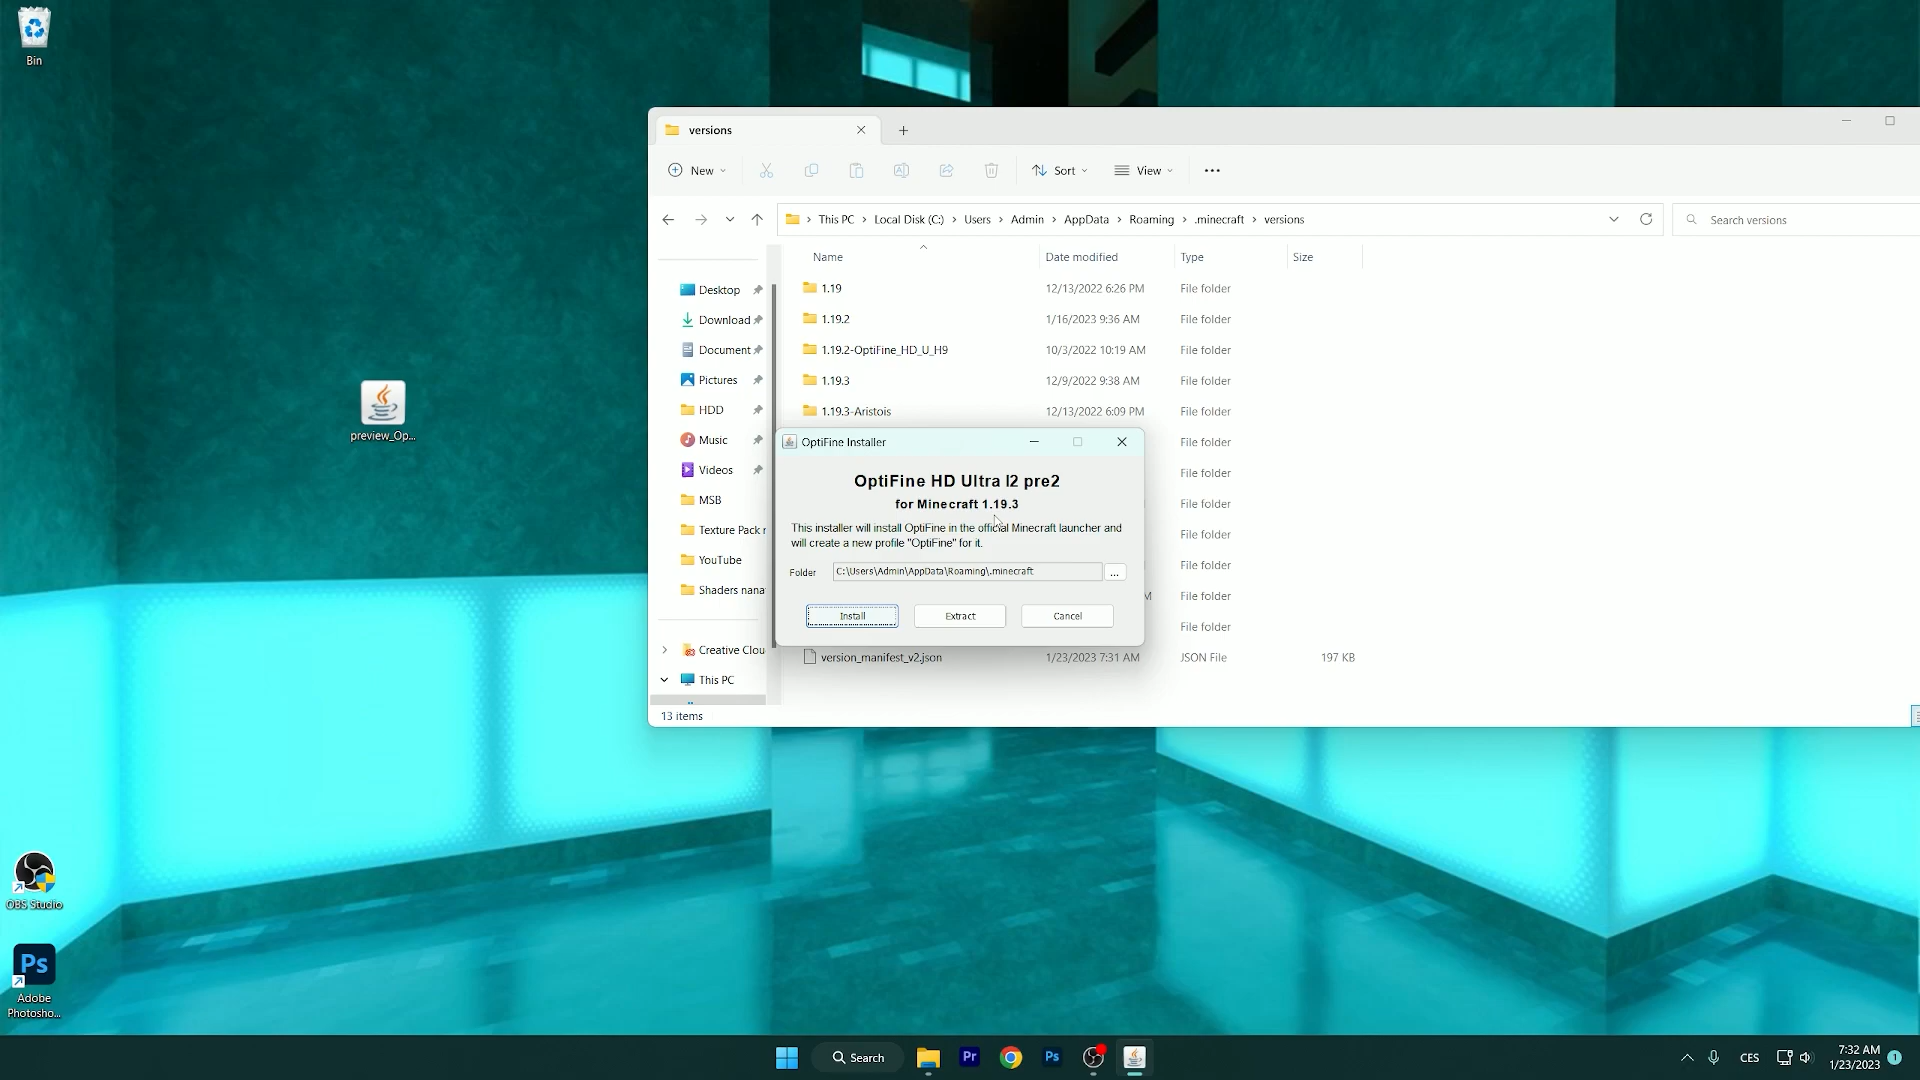 Bin
preview_Op...
OBS Studio
Ps
Adobe
Photosho...
versions
New
Sort
View
This PC
Local Disk (C:)
Users
Admin
AppData
Roaming
.minecraft
versions
Search versions
Name
Date modified
Type
Size
Desktop
Download
Document
Pictures
HDD
Music
Videos
MSB
Texture Pack r
YouTube
Shaders nana
Creative Clou
This PC
1.19 12/13/2022 6:26 PM File folder
1.19.2 1/16/2023 9:36 AM File folder
1.19.2-OptiFine_HD_U_H9 10/3/2022 10:19 AM File folder
1.19.3 12/9/2022 9:38 AM File folder
1.19.3-Aristois 12/13/2022 6:09 PM File folder
File folder
File folder
File folder
File folder
File folder
M File folder
File folder
version_manifest_v2.json 1/23/2023 7:31 AM JSON File 197 KB
13 items
OptiFine Installer
OptiFine HD Ultra I2 pre2
for Minecraft 1.19.3
This installer will install OptiFine in the official Minecraft launcher and
will create a new profile "OptiFine" for it.
Folder C:\Users\Admin\AppData\Roaming\.minecraft ...
Install
Extract
Cancel
Search
Pr
Ps
CES
7:32 AM
1/23/2023
1